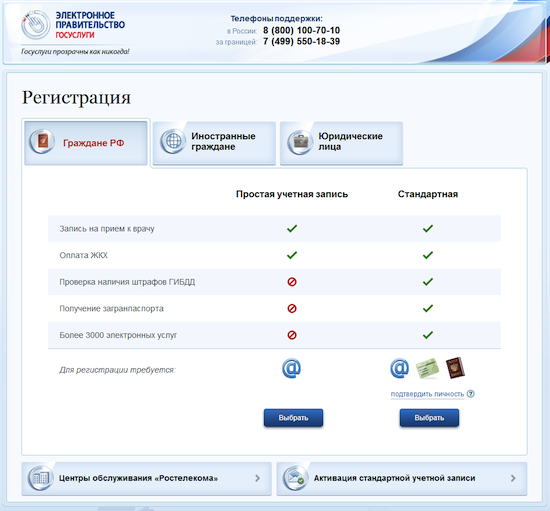 ЭЛЕКТРОННОЕ
ПРАВИТЕЛЬСТВО
ГОСУСЛУГИ
Госуслуги прозрачны как никогда!
Телефоны поддержки:
в России: 8 (800) 100-70-10
за границей: 7 (499) 550-18-39
Регистрация
Граждане РФ
Иностранные
граждане
Юридические
лица
Простая учетная запись Стандартная
Запись на прием к врачу
Оплата ЖКХ
Проверка наличия штрафов ГИБДД
Получение загранпаспорта
Более 3000 электронных услуг
Для регистрации требуется: @ @
подтвердить личность ?
Выбрать Выбрать
Центры обслуживания «Ростелекома» Активация стандартной учетной записи